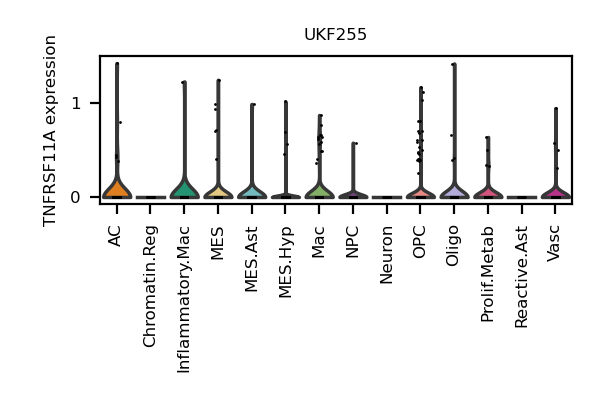 UKF255
TNFRSF11A expression
1
0
AC
Chromatin.Reg
Inflammatory.Mac
MES
MES.Ast
MES.Hyp
Mac
NPC
Neuron
OPC
Oligo
Prolif.Metab
Reactive.Ast
Vasc